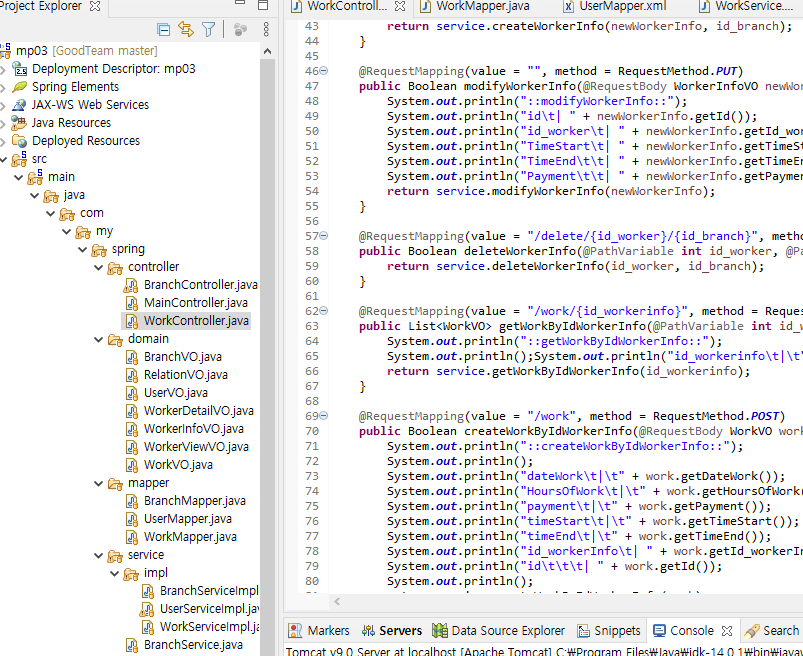 Project Explorer
mp03 [GoodTeam master]
Deployment Descriptor: mp03
Spring Elements
JAX-WS Web Services
Java Resources
Deployed Resources
src
main
java
com
my
spring
controller
BranchController.java
MainController.java
WorkController.java
domain
BranchVO.java
RelationVO.java
UserVO.java
WorkerDetailVO.java
WorkerInfoVO.java
WorkerViewVO.java
WorkVO.java
mapper
BranchMapper.java
UserMapper.java
WorkMapper.java
service
impl
BranchServiceImpl
UserServiceImpl.ja
WorkServiceImpl.ja
BranchService.java
WorkControll... WorkMapper.java UserMapper.xml WorkService....
43 return service.createWorkerInfo(newWorkerInfo, id_branch);
44 }
45
46 @RequestMapping(value = "", method = RequestMethod.PUT)
47 public Boolean modifyWorkerInfo(@RequestBody WorkerInfoVO newWor
48 System.out.println("::modifyWorkerInfo::");
49 System.out.println("id\t| " + newWorkerInfo.getId());
50 System.out.println("id_worker\t| " + newWorkerInfo.getId_wo
51 System.out.println("TimeStart\t| " + newWorkerInfo.getTimeSt
52 System.out.println("TimeEnd\t\t| " + newWorkerInfo.getTimeEn
53 System.out.println("Payment\t\t| " + newWorkerInfo.getPaymen
54 return service.modifyWorkerInfo(newWorkerInfo);
55 }
56
57 @RequestMapping(value = "/delete/{id_worker}/{id_branch}", metho
58 public Boolean deleteWorkerInfo(@PathVariable int id_worker, @Pa
59 return service.deleteWorkerInfo(id_worker, id_branch);
60 }
61
62 @RequestMapping(value = "/work/{id_workerinfo}", method = Reques
63 public List<WorkVO> getWorkByIdWorkerInfo(@PathVariable int id_w
64 System.out.println("::getWorkByIdWorkerInfo::");
65 System.out.println();System.out.println("id_workerinfo\t|\t"
66 return service.getWorkByIdWorkerInfo(id_workerinfo);
67 }
68
69 @RequestMapping(value = "/work", method = RequestMethod.POST)
70 public Boolean createWorkByIdWorkerInfo(@RequestBody WorkVO work
71 System.out.println("::createWorkByIdWorkerInfo::");
72 System.out.println();
73 System.out.println("dateWork\t|\t" + work.getDateWork());
74 System.out.println("HoursOfWork\t|\t" + work.getHoursOfWork(
75 System.out.println("payment\t|\t" + work.getPayment());
76 System.out.println("timeStart\t|\t" + work.getTimeStart());
77 System.out.println("timeEnd\t|\t" + work.getTimeEnd());
78 System.out.println("id_workerInfo\t| " + work.getId_workerIn
79 System.out.println("id\t\t\t| " + work.getId());
80 System.out.println();
Markers Servers Data Source Explorer Snippets Console Search
Tomcat v9.0 Server at localhost [Apache Tomcat] C:₩Program Files₩Java₩jdk-14.0.1₩bin₩javaw